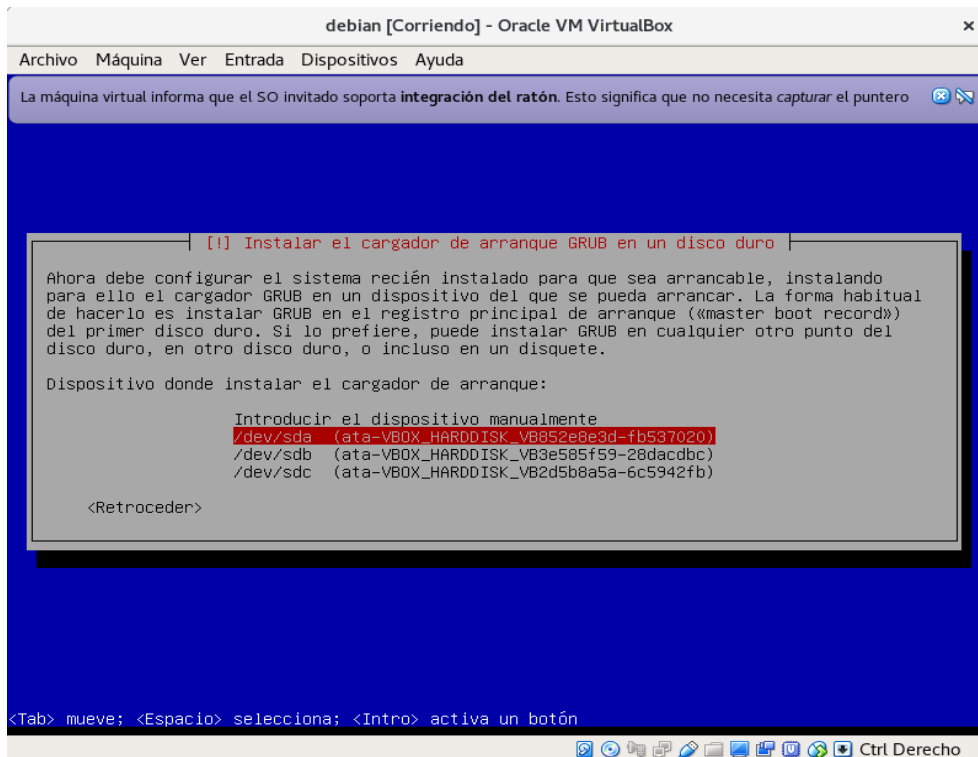 debian [Corriendo] - Oracle VM VirtualBox
Archivo Máquina Ver Entrada Dispositivos Ayuda
La máquina virtual informa que el SO invitado soporta integración del ratón. Esto significa que no necesita capturar el puntero
[!] Instalar el cargador de arranque GRUB en un disco duro
Ahora debe configurar el sistema recién instalado para que sea arrancable, instalando
para ello el cargador GRUB en un dispositivo del que se pueda arrancar. La forma habitual
de hacerlo es instalar GRUB en el registro principal de arranque («master boot record»)
del primer disco duro. Si lo prefiere, puede instalar GRUB en cualquier otro punto del
disco duro, en otro disco duro, o incluso en un disquete.
Dispositivo donde instalar el cargador de arranque:
Introducir el dispositivo manualmente
/dev/sda (ata-VBOX_HARDDISK_VB852e8e3d-fb537020)
/dev/sdb (ata-VBOX_HARDDISK_VB3e585f59-28dacdbc)
/dev/sdc (ata-VBOX_HARDDISK_VB2d5b8a5a-6c5942fb)
<Retroceder>
<Tab> mueve; <Espacio> selecciona; <Intro> activa un botón
Ctrl Derecho